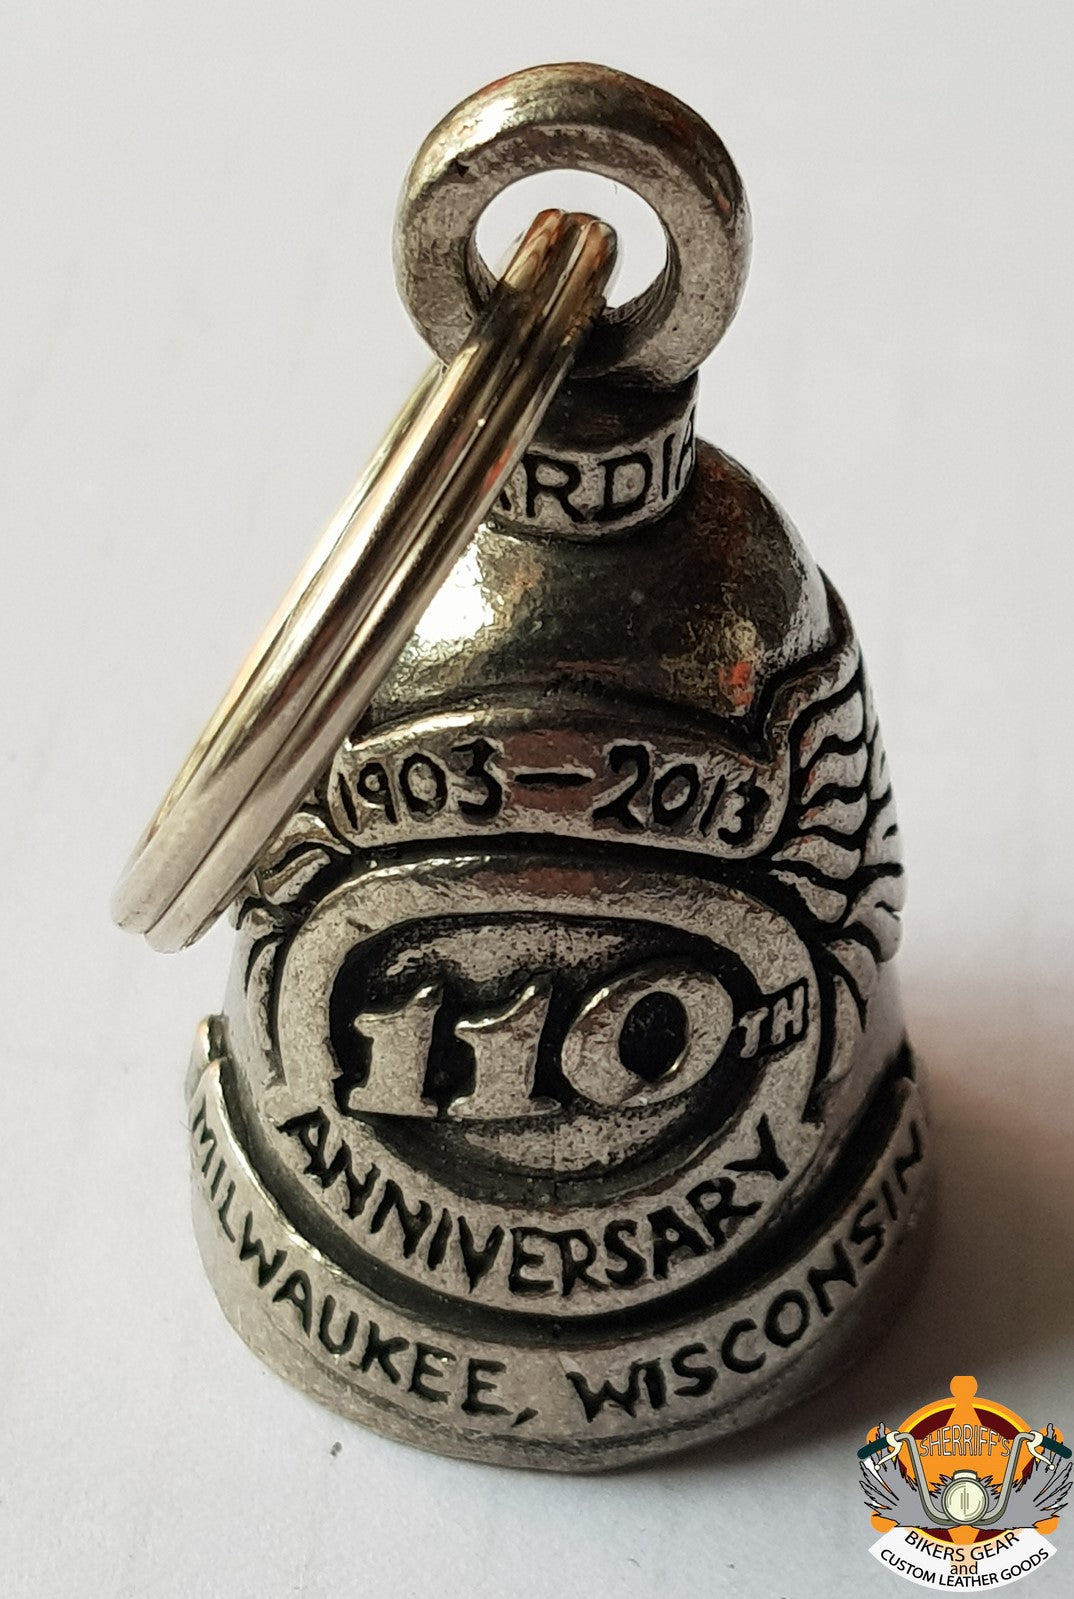 ARDIA
1903-2013
110TH
ANNIVERSARY
MILWAUKEE, WISCONSIN
SHERRIFF'S
BIKERS GEAR
and
CUSTOM LEATHER GOODS